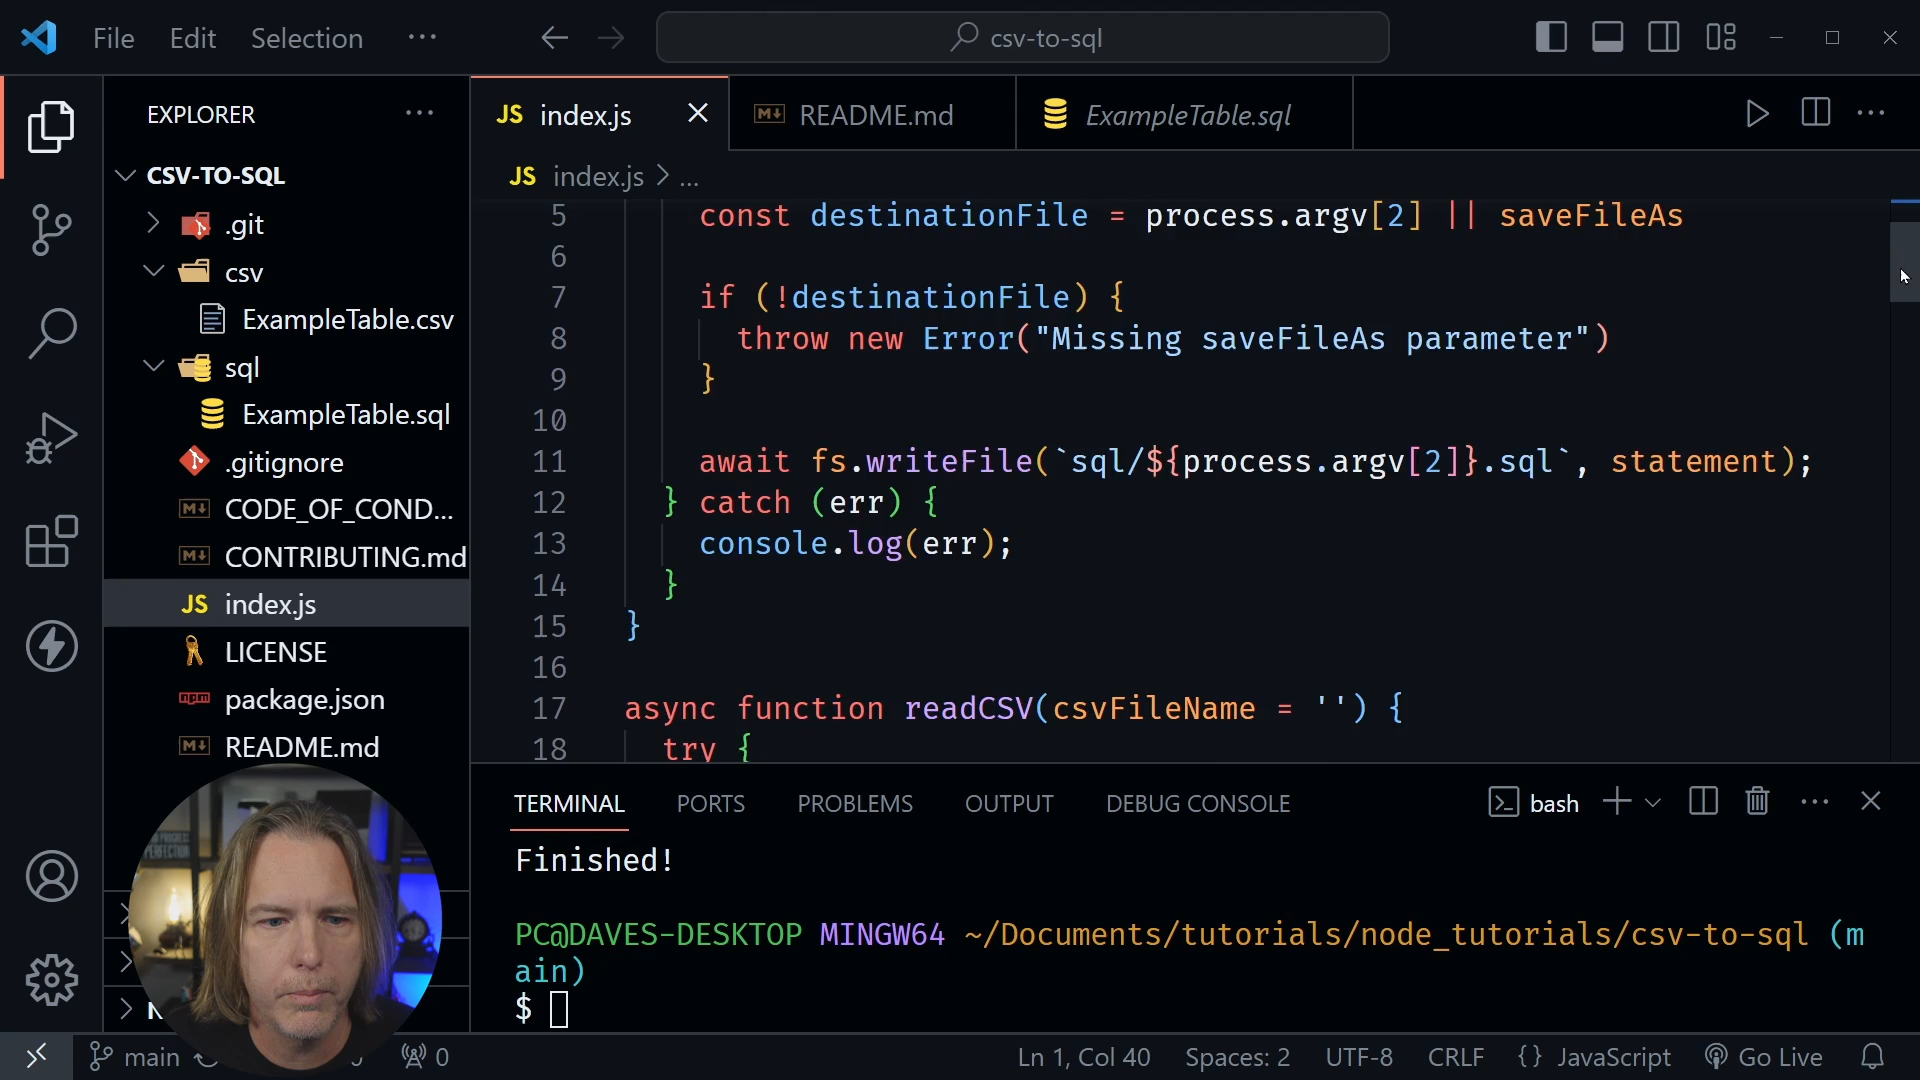 File Edit Selection ···
csv-to-sql
EXPLORER ···
CSV-TO-SQL
.git
csv
ExampleTable.csv
sql
ExampleTable.sql
.gitignore
CODE_OF_COND...
CONTRIBUTING.md
JS index.js
LICENSE
package.json
README.md
JS index.js
README.md
ExampleTable.sql
JS index.js > ...
5 const destinationFile = process.argv[2] || saveFileAs
6
7 if (!destinationFile) {
8 throw new Error("Missing saveFileAs parameter")
9 }
10
11 await fs.writeFile(`sql/${process.argv[2]}.sql`, statement);
12 } catch (err) {
13 console.log(err);
14 }
15 }
16
17 async function readCSV(csvFileName = '') {
18 try {
TERMINAL PORTS PROBLEMS OUTPUT DEBUG CONSOLE
bash
Finished!
PC@DAVES-DESKTOP MINGW64 ~/Documents/tutorials/node_tutorials/csv-to-sql (m
ain)
$
main
0
Ln 1, Col 40 Spaces: 2 UTF-8 CRLF {} JavaScript Go Live